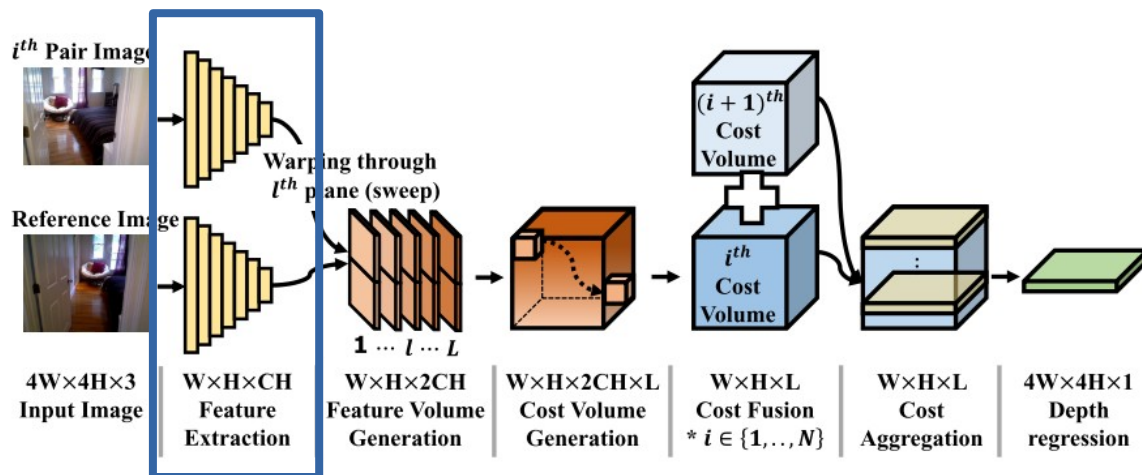 i^th Pair Image
Reference Image
Warping through
l^th plane (sweep)
1 ··· l ··· L
(i + 1)^th
Cost
Volume
i^th
Cost
Volume
⋮
4W×4H×3
Input Image
W×H×CH
Feature
Extraction
W×H×2CH
Feature Volume
Generation
W×H×2CH×L
Cost Volume
Generation
W×H×L
Cost Fusion
* i ∈ {1,..,N}
W×H×L
Cost
Aggregation
4W×4H×1
Depth
regression